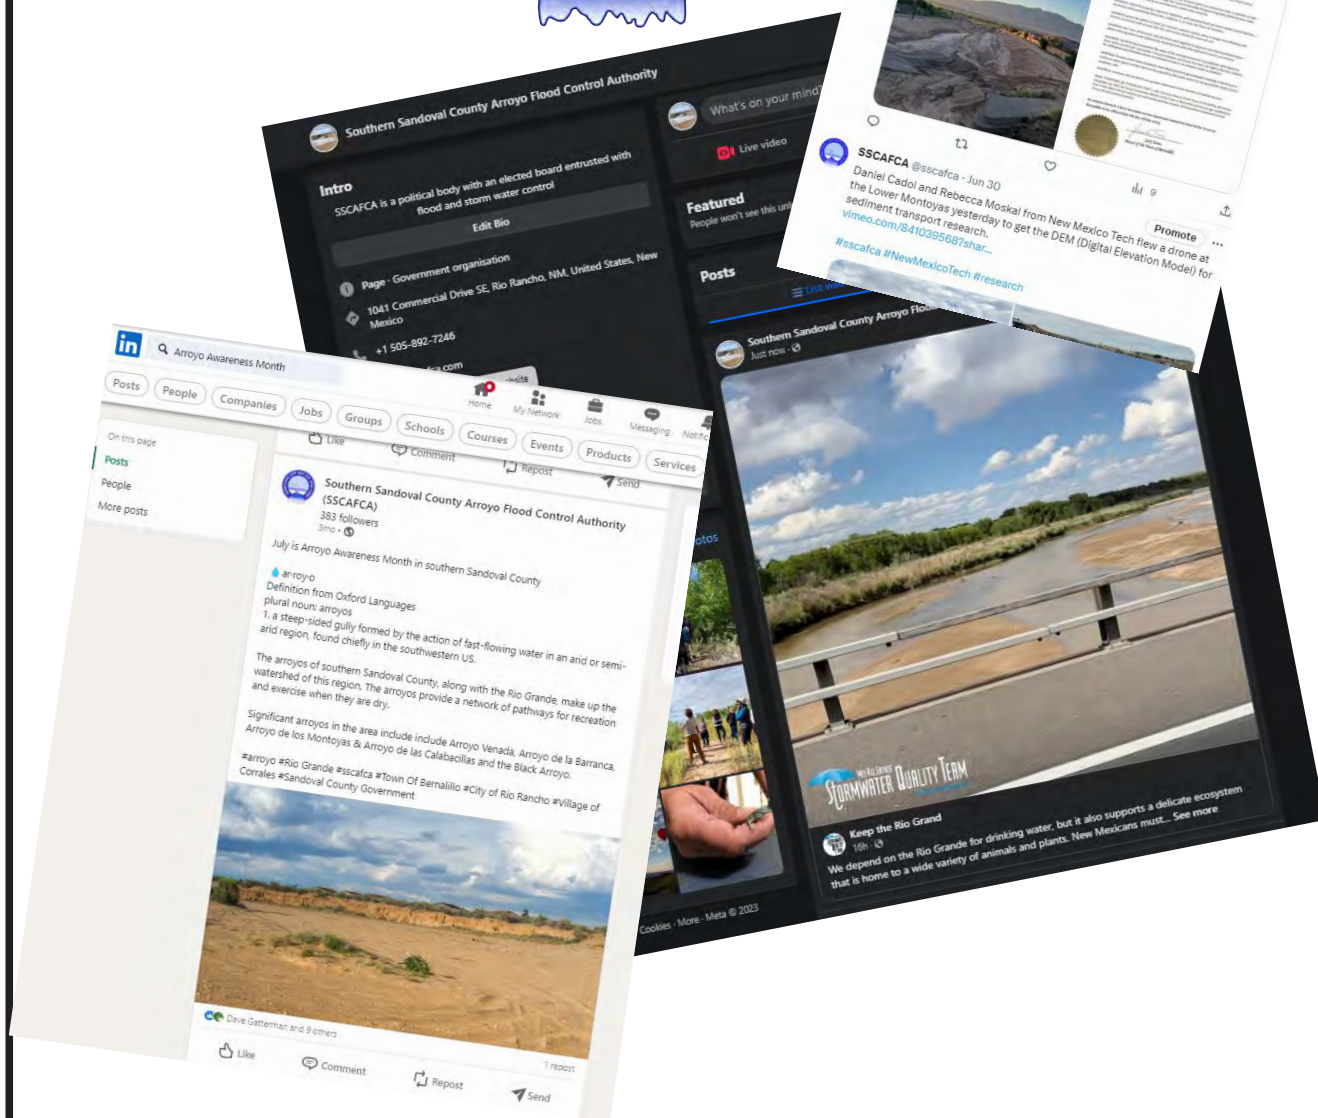 Southern Sandoval County Arroyo Flood Control Authority
Intro
SSCAFCA is a political body with an elected board entrusted with
flood and storm water control
Edit Bio
Page · Government organisation
1041 Commercial Drive SE, Rio Rancho, NM, United States, New
Mexico
+1 505-892-7246
What's on your mind?
Live video
Featured
People won't see this
Posts
SSCAFCA @sscafca · Jun 30
Daniel Cadol and Rebecca Moskal from New Mexico Tech flew a drone at
the Lower Montoyas yesterday to get the DEM (Digital Elevation Model) for
sediment transport research.
vimeo.com/841039568?shar...
#sscafca #NewMexicoTech #research
9
Promote
Southern Sandoval County Arroyo
Just now
MID RIO GRANDE
STORMWATER QUALITY TEAM
Keep the Rio Grand
16h
We depend on the Rio Grande for drinking water, but it also supports a delicate ecosystem
that is home to a wide variety of animals and plants. New Mexicans must... See more
Cookies · More · Meta © 2023
in
Arroyo Awareness Month
Home
My Network
Jobs
Messaging
Notific
Posts
People
Companies
Jobs
Groups
Schools
Courses
Events
Products
Services
On this page
Posts
People
More posts
Like
Comment
Repost
Send
Southern Sandoval County Arroyo Flood Control Authority
(SSCAFCA)
383 followers
3mo
July is Arroyo Awareness Month in southern Sandoval County
ar·roy·o
Definition from Oxford Languages
plural noun: arroyos
1. a steep-sided gully formed by the action of fast-flowing water in an arid or semi-
arid region, found chiefly in the southwestern US.
The arroyos of southern Sandoval County, along with the Rio Grande, make up the
watershed of this region. The arroyos provide a network of pathways for recreation
and exercise when they are dry.
Significant arroyos in the area include include Arroyo Venada, Arroyo de la Barranca,
Arroyo de los Montoyas & Arroyo de las Calabacillas and the Black Arroyo.
#arroyo #Rio Grande #sscafca #Town Of Bernalillo #City of Rio Rancho #Village of
Corrales #Sandoval County Government
Dave Gatterman and 9 others
1 repost
Like
Comment
Repost
Send